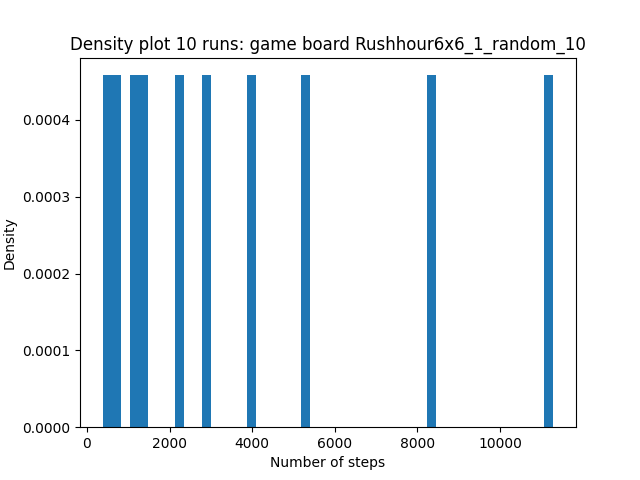 Density plot 10 runs: game board Rushhour6x6_1_random_10
0.0004
0.0003
0.0002
0.0001
0.0000
Density
0 2000 4000 6000 8000 10000
Number of steps